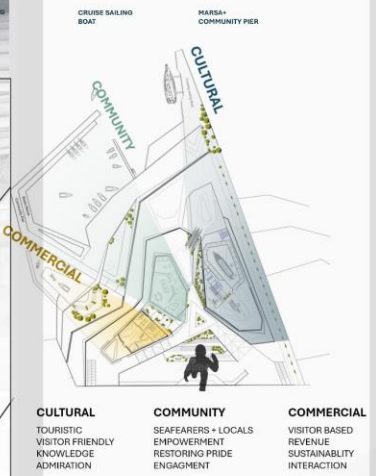 CRUISE SAILING
BOAT
MARSA+
COMMUNITY PIER
CULTURAL
COMMUNITY
COMMERCIAL
CULTURAL
TOURISTIC
VISITOR FRIENDLY
KNOWLEDGE
ADMIRATION
COMMUNITY
SEAFEARERS + LOCALS
EMPOWERMENT
RESTORING PRIDE
ENGAGMENT
COMMERCIAL
VISITOR BASED
REVENUE
SUSTAINABLITY
INTERACTION